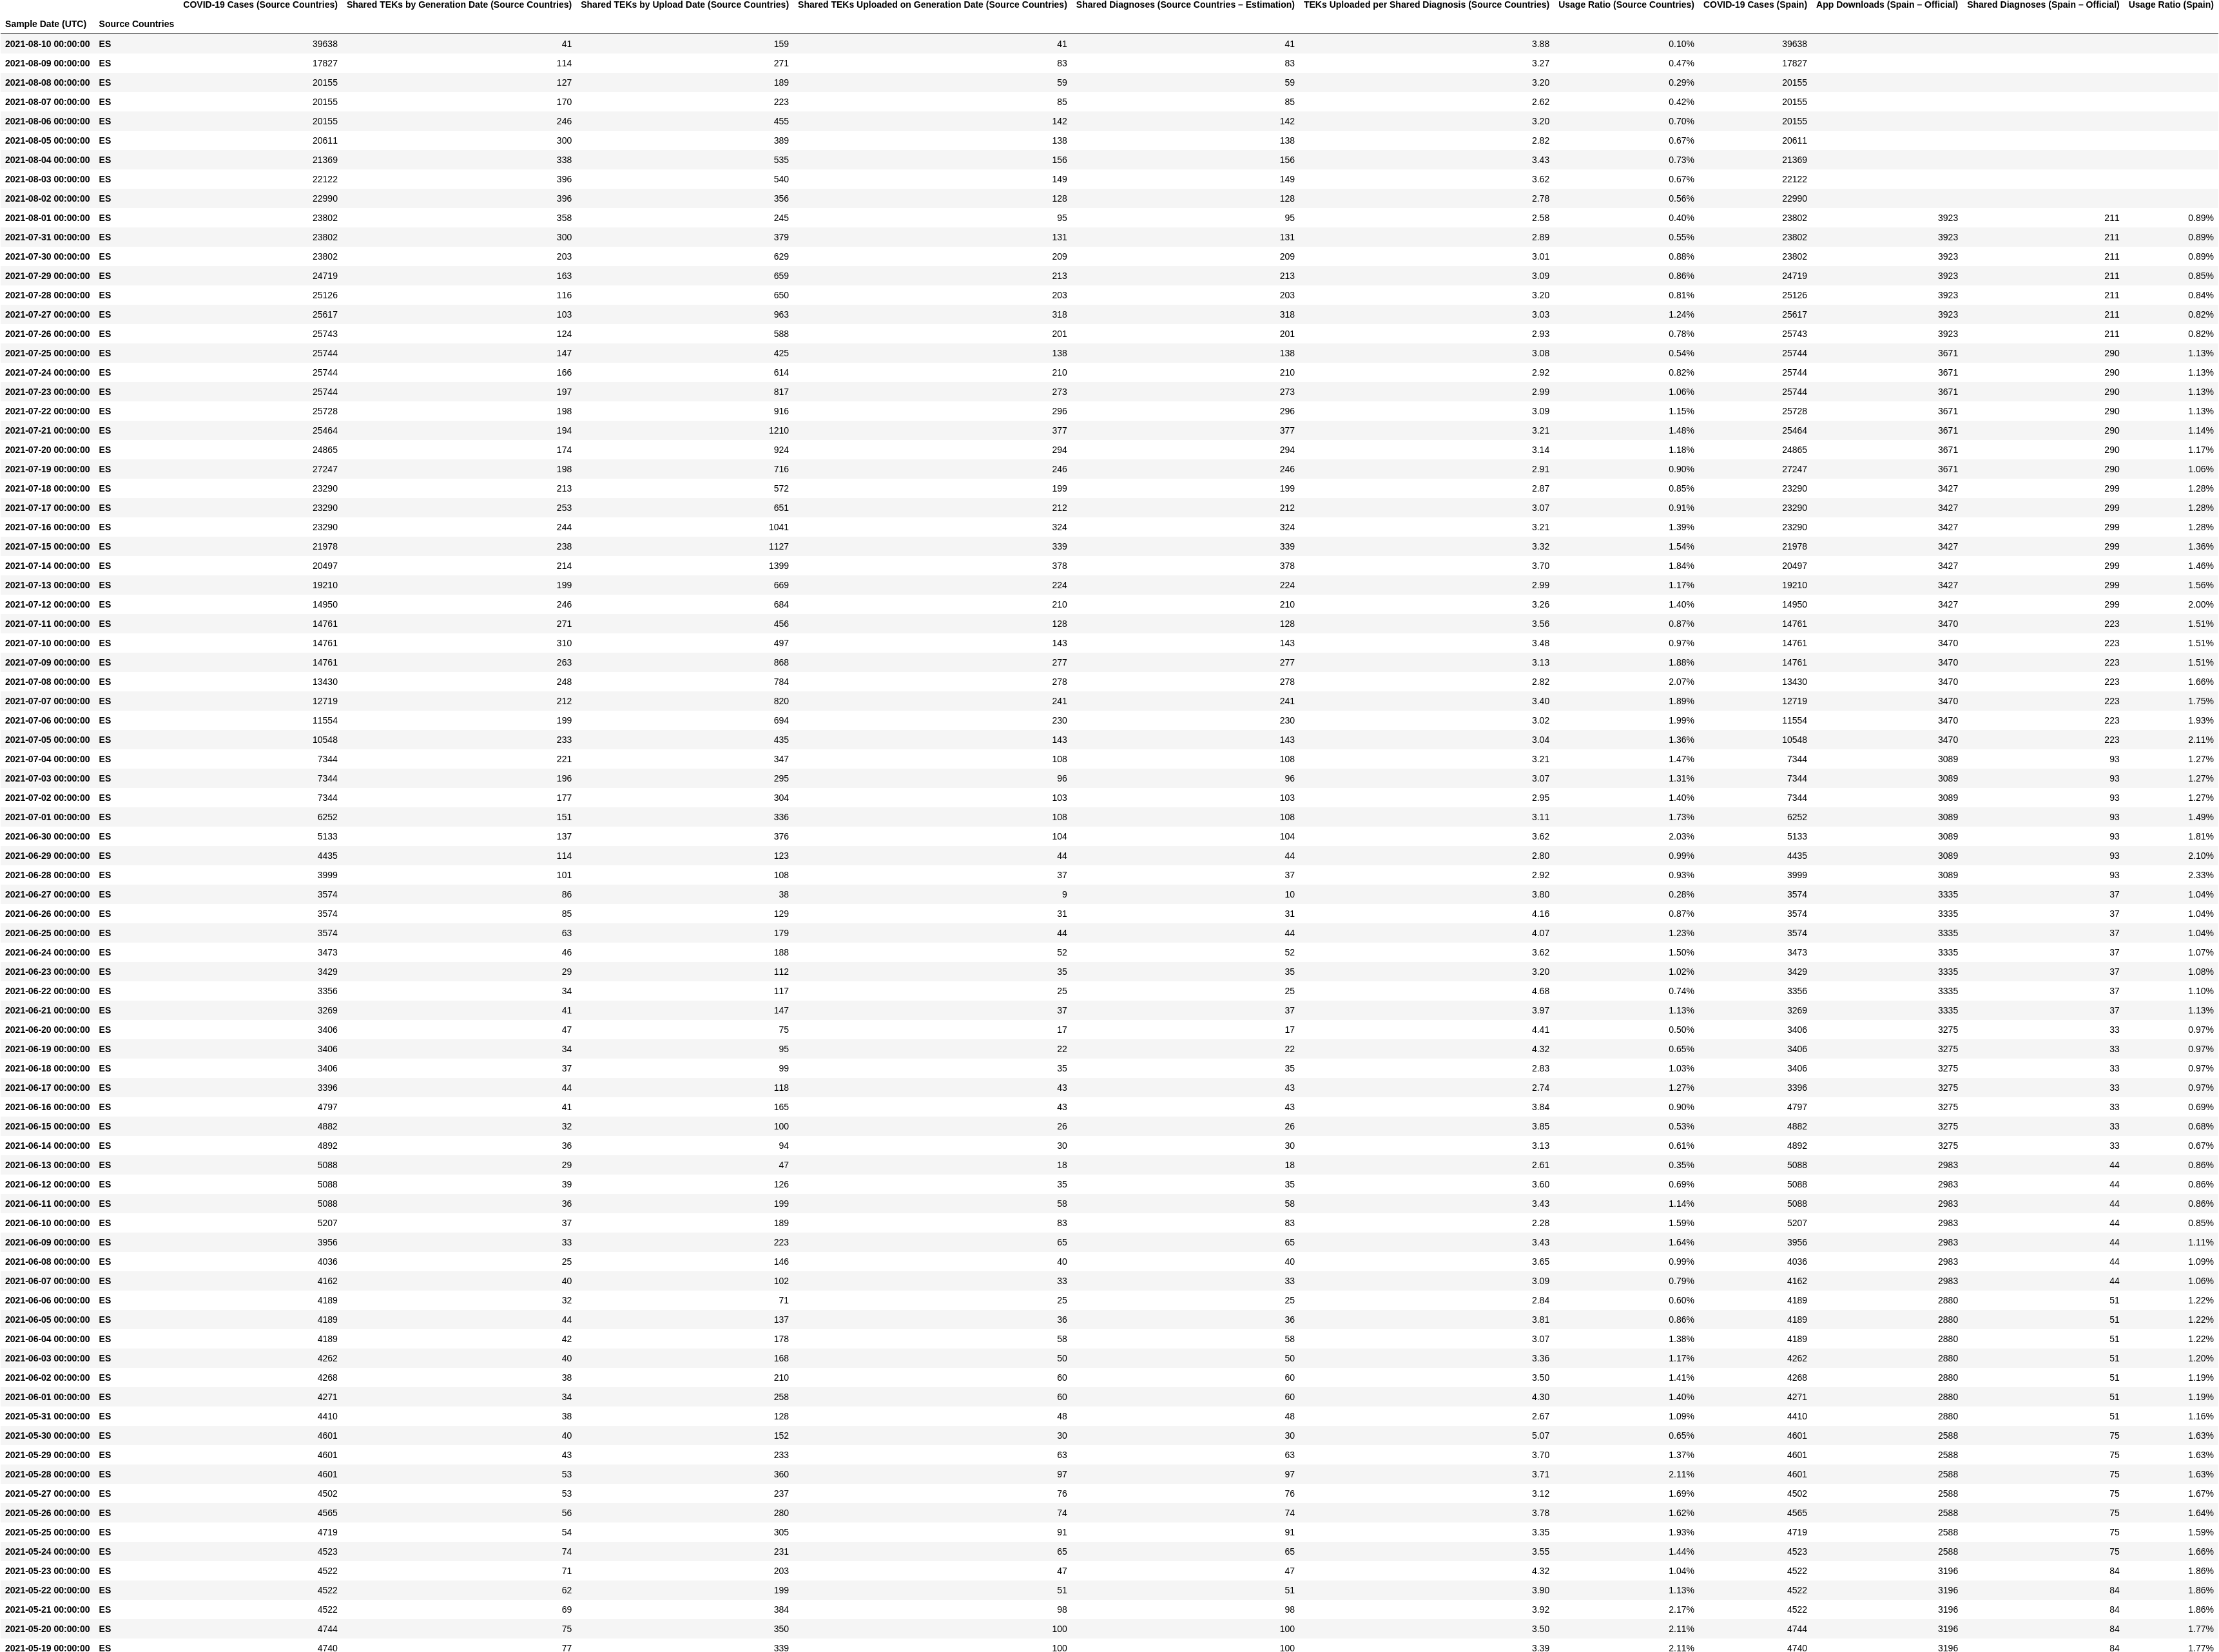 COVID-19 Cases (Source Countries) Shared TEKs by Generation Date (Source Countries) Shared TEKs by Upload Date (Source Countries) Shared TEKs Uploaded on Generation Date (Source Countries) Shared Diagnoses (Source Countries – Estimation) TEKs Uploaded per Shared Diagnosis (Source Countries) Usage Ratio (Source Countries) COVID-19 Cases (Spain) App Downloads (Spain – Official) Shared Diagnoses (Spain – Official) Usage Ratio (Spain)
Sample Date (UTC) Source Countries
2021-08-10 00:00:00 ES 39638 41 159 41 41 3.88 0.10% 39638
2021-08-09 00:00:00 ES 17827 114 271 83 83 3.27 0.47% 17827
2021-08-08 00:00:00 ES 20155 127 189 59 59 3.20 0.29% 20155
2021-08-07 00:00:00 ES 20155 170 223 85 85 2.62 0.42% 20155
2021-08-06 00:00:00 ES 20155 246 455 142 142 3.20 0.70% 20155
2021-08-05 00:00:00 ES 20611 300 389 138 138 2.82 0.67% 20611
2021-08-04 00:00:00 ES 21369 338 535 156 156 3.43 0.73% 21369
2021-08-03 00:00:00 ES 22122 396 540 149 149 3.62 0.67% 22122
2021-08-02 00:00:00 ES 22990 396 356 128 128 2.78 0.56% 22990
2021-08-01 00:00:00 ES 23802 358 245 95 95 2.58 0.40% 23802 3923 211 0.89%
2021-07-31 00:00:00 ES 23802 300 379 131 131 2.89 0.55% 23802 3923 211 0.89%
2021-07-30 00:00:00 ES 23802 203 629 209 209 3.01 0.88% 23802 3923 211 0.89%
2021-07-29 00:00:00 ES 24719 163 659 213 213 3.09 0.86% 24719 3923 211 0.85%
2021-07-28 00:00:00 ES 25126 116 650 203 203 3.20 0.81% 25126 3923 211 0.84%
2021-07-27 00:00:00 ES 25617 103 963 318 318 3.03 1.24% 25617 3923 211 0.82%
2021-07-26 00:00:00 ES 25743 124 588 201 201 2.93 0.78% 25743 3923 211 0.82%
2021-07-25 00:00:00 ES 25744 147 425 138 138 3.08 0.54% 25744 3671 290 1.13%
2021-07-24 00:00:00 ES 25744 166 614 210 210 2.92 0.82% 25744 3671 290 1.13%
2021-07-23 00:00:00 ES 25744 197 817 273 273 2.99 1.06% 25744 3671 290 1.13%
2021-07-22 00:00:00 ES 25728 198 916 296 296 3.09 1.15% 25728 3671 290 1.13%
2021-07-21 00:00:00 ES 25464 194 1210 377 377 3.21 1.48% 25464 3671 290 1.14%
2021-07-20 00:00:00 ES 24865 174 924 294 294 3.14 1.18% 24865 3671 290 1.17%
2021-07-19 00:00:00 ES 27247 198 716 246 246 2.91 0.90% 27247 3671 290 1.06%
2021-07-18 00:00:00 ES 23290 213 572 199 199 2.87 0.85% 23290 3427 299 1.28%
2021-07-17 00:00:00 ES 23290 253 651 212 212 3.07 0.91% 23290 3427 299 1.28%
2021-07-16 00:00:00 ES 23290 244 1041 324 324 3.21 1.39% 23290 3427 299 1.28%
2021-07-15 00:00:00 ES 21978 238 1127 339 339 3.32 1.54% 21978 3427 299 1.36%
2021-07-14 00:00:00 ES 20497 214 1399 378 378 3.70 1.84% 20497 3427 299 1.46%
2021-07-13 00:00:00 ES 19210 199 669 224 224 2.99 1.17% 19210 3427 299 1.56%
2021-07-12 00:00:00 ES 14950 246 684 210 210 3.26 1.40% 14950 3427 299 2.00%
2021-07-11 00:00:00 ES 14761 271 456 128 128 3.56 0.87% 14761 3470 223 1.51%
2021-07-10 00:00:00 ES 14761 310 497 143 143 3.48 0.97% 14761 3470 223 1.51%
2021-07-09 00:00:00 ES 14761 263 868 277 277 3.13 1.88% 14761 3470 223 1.51%
2021-07-08 00:00:00 ES 13430 248 784 278 278 2.82 2.07% 13430 3470 223 1.66%
2021-07-07 00:00:00 ES 12719 212 820 241 241 3.40 1.89% 12719 3470 223 1.75%
2021-07-06 00:00:00 ES 11554 199 694 230 230 3.02 1.99% 11554 3470 223 1.93%
2021-07-05 00:00:00 ES 10548 233 435 143 143 3.04 1.36% 10548 3470 223 2.11%
2021-07-04 00:00:00 ES 7344 221 347 108 108 3.21 1.47% 7344 3089 93 1.27%
2021-07-03 00:00:00 ES 7344 196 295 96 96 3.07 1.31% 7344 3089 93 1.27%
2021-07-02 00:00:00 ES 7344 177 304 103 103 2.95 1.40% 7344 3089 93 1.27%
2021-07-01 00:00:00 ES 6252 151 336 108 108 3.11 1.73% 6252 3089 93 1.49%
2021-06-30 00:00:00 ES 5133 137 376 104 104 3.62 2.03% 5133 3089 93 1.81%
2021-06-29 00:00:00 ES 4435 114 123 44 44 2.80 0.99% 4435 3089 93 2.10%
2021-06-28 00:00:00 ES 3999 101 108 37 37 2.92 0.93% 3999 3089 93 2.33%
2021-06-27 00:00:00 ES 3574 86 38 9 10 3.80 0.28% 3574 3335 37 1.04%
2021-06-26 00:00:00 ES 3574 85 129 31 31 4.16 0.87% 3574 3335 37 1.04%
2021-06-25 00:00:00 ES 3574 63 179 44 44 4.07 1.23% 3574 3335 37 1.04%
2021-06-24 00:00:00 ES 3473 46 188 52 52 3.62 1.50% 3473 3335 37 1.07%
2021-06-23 00:00:00 ES 3429 29 112 35 35 3.20 1.02% 3429 3335 37 1.08%
2021-06-22 00:00:00 ES 3356 34 117 25 25 4.68 0.74% 3356 3335 37 1.10%
2021-06-21 00:00:00 ES 3269 41 147 37 37 3.97 1.13% 3269 3335 37 1.13%
2021-06-20 00:00:00 ES 3406 47 75 17 17 4.41 0.50% 3406 3275 33 0.97%
2021-06-19 00:00:00 ES 3406 34 95 22 22 4.32 0.65% 3406 3275 33 0.97%
2021-06-18 00:00:00 ES 3406 37 99 35 35 2.83 1.03% 3406 3275 33 0.97%
2021-06-17 00:00:00 ES 3396 44 118 43 43 2.74 1.27% 3396 3275 33 0.97%
2021-06-16 00:00:00 ES 4797 41 165 43 43 3.84 0.90% 4797 3275 33 0.69%
2021-06-15 00:00:00 ES 4882 32 100 26 26 3.85 0.53% 4882 3275 33 0.68%
2021-06-14 00:00:00 ES 4892 36 94 30 30 3.13 0.61% 4892 3275 33 0.67%
2021-06-13 00:00:00 ES 5088 29 47 18 18 2.61 0.35% 5088 2983 44 0.86%
2021-06-12 00:00:00 ES 5088 39 126 35 35 3.60 0.69% 5088 2983 44 0.86%
2021-06-11 00:00:00 ES 5088 36 199 58 58 3.43 1.14% 5088 2983 44 0.86%
2021-06-10 00:00:00 ES 5207 37 189 83 83 2.28 1.59% 5207 2983 44 0.85%
2021-06-09 00:00:00 ES 3956 33 223 65 65 3.43 1.64% 3956 2983 44 1.11%
2021-06-08 00:00:00 ES 4036 25 146 40 40 3.65 0.99% 4036 2983 44 1.09%
2021-06-07 00:00:00 ES 4162 40 102 33 33 3.09 0.79% 4162 2983 44 1.06%
2021-06-06 00:00:00 ES 4189 32 71 25 25 2.84 0.60% 4189 2880 51 1.22%
2021-06-05 00:00:00 ES 4189 44 137 36 36 3.81 0.86% 4189 2880 51 1.22%
2021-06-04 00:00:00 ES 4189 42 178 58 58 3.07 1.38% 4189 2880 51 1.22%
2021-06-03 00:00:00 ES 4262 40 168 50 50 3.36 1.17% 4262 2880 51 1.20%
2021-06-02 00:00:00 ES 4268 38 210 60 60 3.50 1.41% 4268 2880 51 1.19%
2021-06-01 00:00:00 ES 4271 34 258 60 60 4.30 1.40% 4271 2880 51 1.19%
2021-05-31 00:00:00 ES 4410 38 128 48 48 2.67 1.09% 4410 2880 51 1.16%
2021-05-30 00:00:00 ES 4601 40 152 30 30 5.07 0.65% 4601 2588 75 1.63%
2021-05-29 00:00:00 ES 4601 43 233 63 63 3.70 1.37% 4601 2588 75 1.63%
2021-05-28 00:00:00 ES 4601 53 360 97 97 3.71 2.11% 4601 2588 75 1.63%
2021-05-27 00:00:00 ES 4502 53 237 76 76 3.12 1.69% 4502 2588 75 1.67%
2021-05-26 00:00:00 ES 4565 56 280 74 74 3.78 1.62% 4565 2588 75 1.64%
2021-05-25 00:00:00 ES 4719 54 305 91 91 3.35 1.93% 4719 2588 75 1.59%
2021-05-24 00:00:00 ES 4523 74 231 65 65 3.55 1.44% 4523 2588 75 1.66%
2021-05-23 00:00:00 ES 4522 71 203 47 47 4.32 1.04% 4522 3196 84 1.86%
2021-05-22 00:00:00 ES 4522 62 199 51 51 3.90 1.13% 4522 3196 84 1.86%
2021-05-21 00:00:00 ES 4522 69 384 98 98 3.92 2.17% 4522 3196 84 1.86%
2021-05-20 00:00:00 ES 4744 75 350 100 100 3.50 2.11% 4744 3196 84 1.77%
2021-05-19 00:00:00 ES 4740 77 339 100 100 3.39 2.11% 4740 3196 84 1.77%